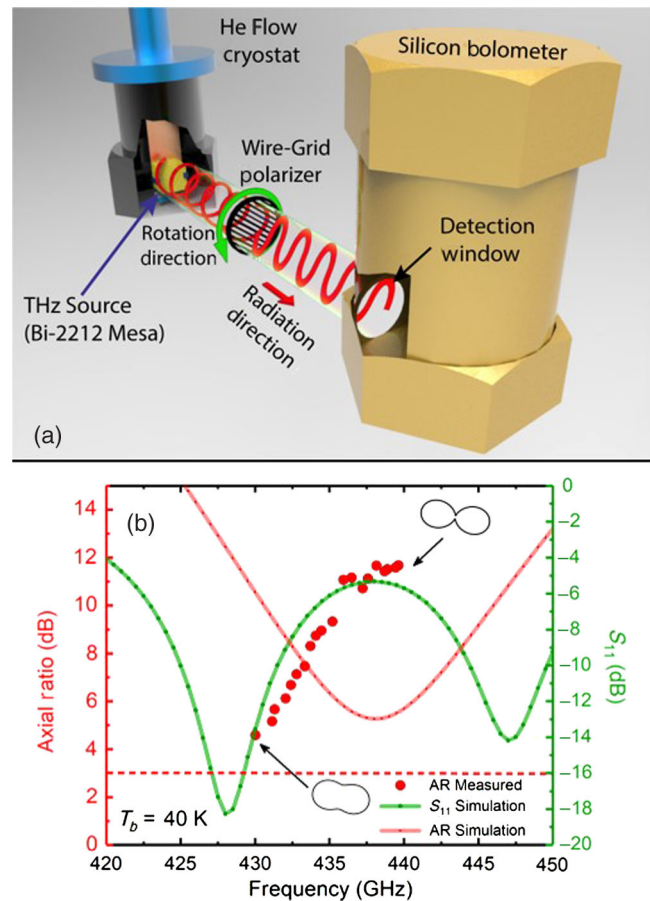 He Flow
cryostat
Silicon bolometer
Wire-Grid
polarizer
Rotation
direction
Detection
window
THz Source
(Bi-2212 Mesa)
Radiation
direction
(a)
(b)
Axial ratio (dB)
14
12
10
8
6
4
2
0
0
−2
−4
−6
−8
−10
−12
−14
−16
−18
−20
S₁₁ (dB)
AR Measured
S₁₁ Simulation
AR Simulation
T_b = 40 K
420 430 440 450
425 435 445
Frequency (GHz)